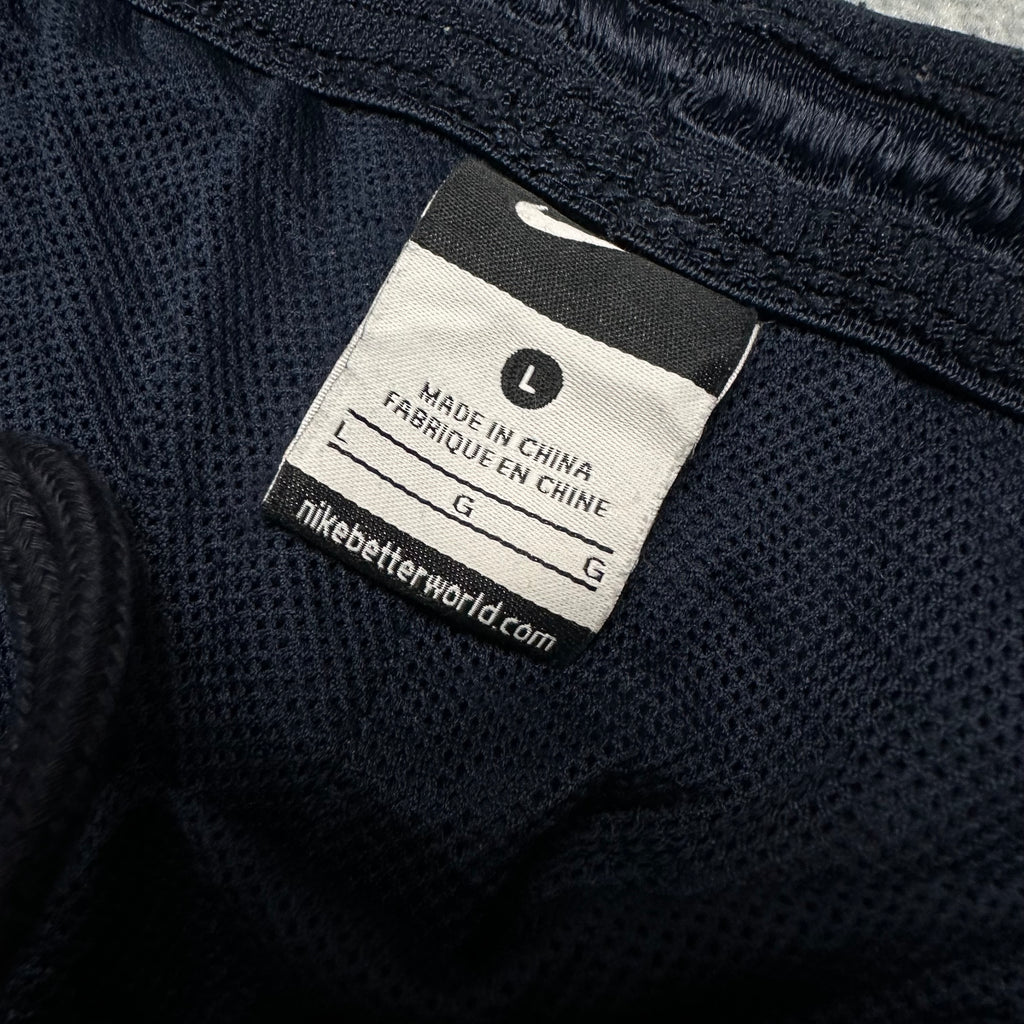 L
MADE IN CHINA
FABRIQUE EN CHINE
L G G
nikebetterworld.com